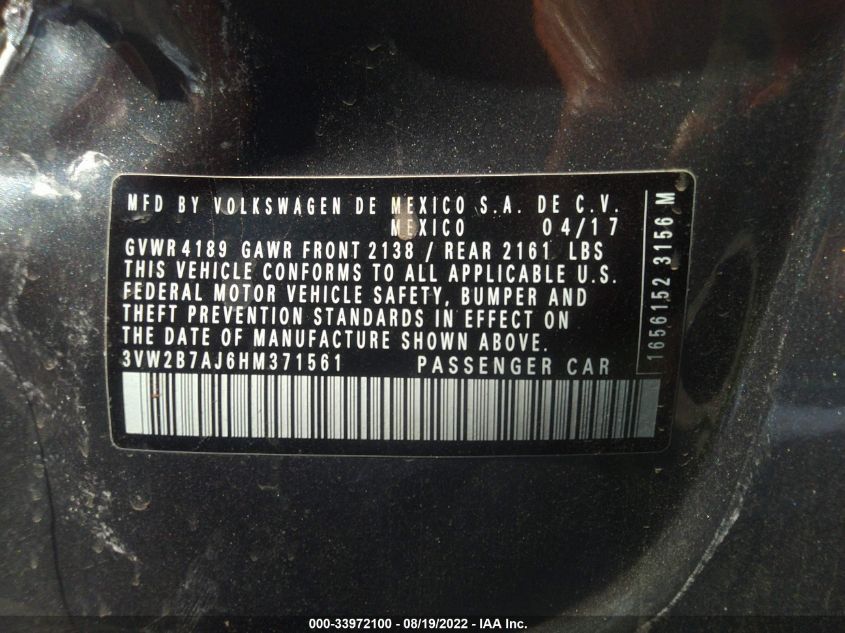 MFD BY VOLKSWAGEN DE MEXICO S.A. DE C.V.
MEXICO 04/17
GVWR 4189 GAWR FRONT 2138 / REAR 2161 LBS
THIS VEHICLE CONFORMS TO ALL APPLICABLE U.S.
FEDERAL MOTOR VEHICLE SAFETY, BUMPER AND
THEFT PREVENTION STANDARDS IN EFFECT ON
THE DATE OF MANUFACTURE SHOWN ABOVE.
3VW2B7AJ6HM371561 PASSENGER CAR
1656152 3156 M
000-33972100 - 08/19/2022 - IAA Inc.